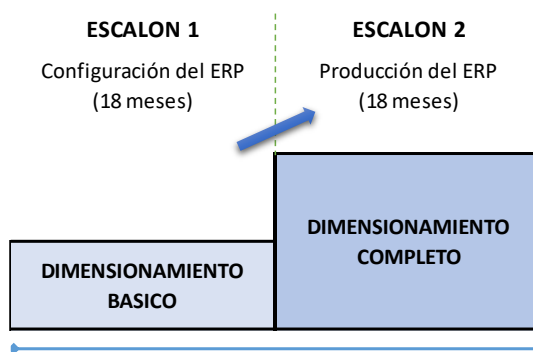 ESCALON 1
Configuración del ERP
(18 meses)
ESCALON 2
Producción del ERP
(18 meses)
DIMENSIONAMIENTO
BASICO
DIMENSIONAMIENTO
COMPLETO